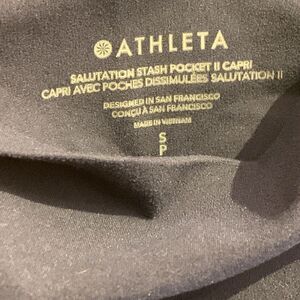 ATHLETA
SALUTATION STASH POCKET II CAPRI
CAPRI AVEC POCHES DISSIMULÉES SALUTATION II
DESIGNED IN SAN FRANCISCO
CONÇU À SAN FRANCISCO
MADE IN VIETNAM
S
P